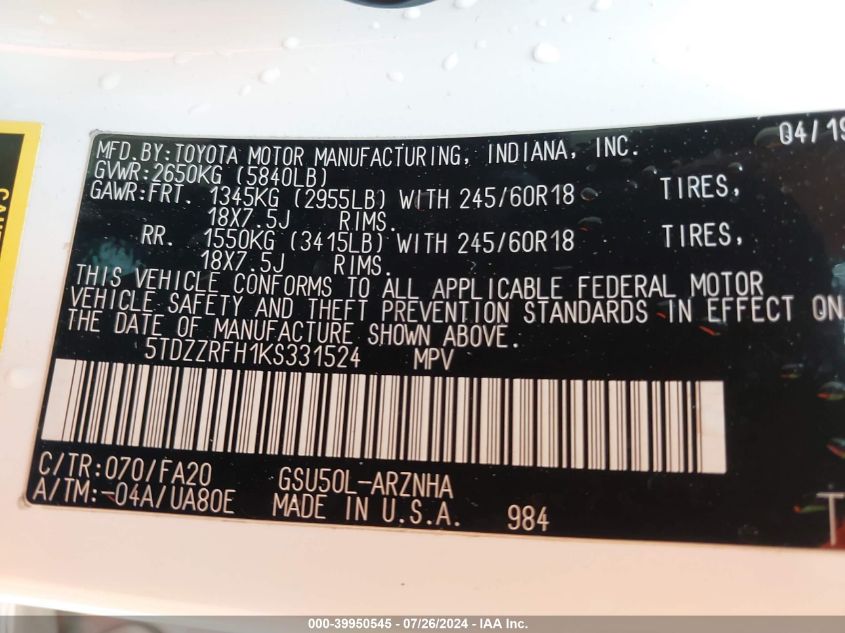 MFD.BY:TOYOTA MOTOR MANUFACTURING, INDIANA, INC. 04/19
GVWR:2650KG (5840LB)
GAWR:FRT. 1345KG (2955LB) WITH 245/60R18 TIRES,
18X7.5J RIMS.
RR. 1550KG (3415LB) WITH 245/60R18 TIRES,
18X7.5J RIMS.
THIS VEHICLE CONFORMS TO ALL APPLICABLE FEDERAL MOTOR
VEHICLE SAFETY AND THEFT PREVENTION STANDARDS IN EFFECT ON
THE DATE OF MANUFACTURE SHOWN ABOVE.
5TDZZRFH1KS331524 MPV
C/TR:070/FA20 GSU50L-ARZNHA
A/TM:-04A/UA80E MADE IN U.S.A. 984
000-39950545 - 07/26/2024 - IAA Inc.